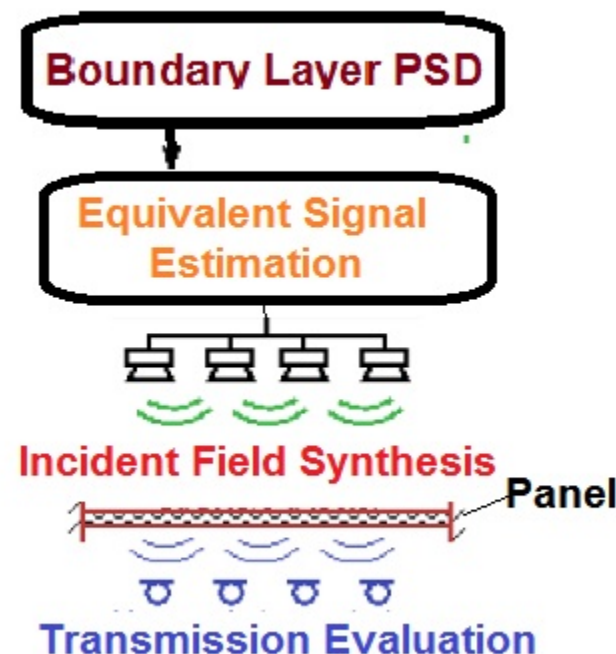 Boundary Layer PSD
Equivalent Signal
Estimation
Incident Field Synthesis
Panel
Transmission Evaluation